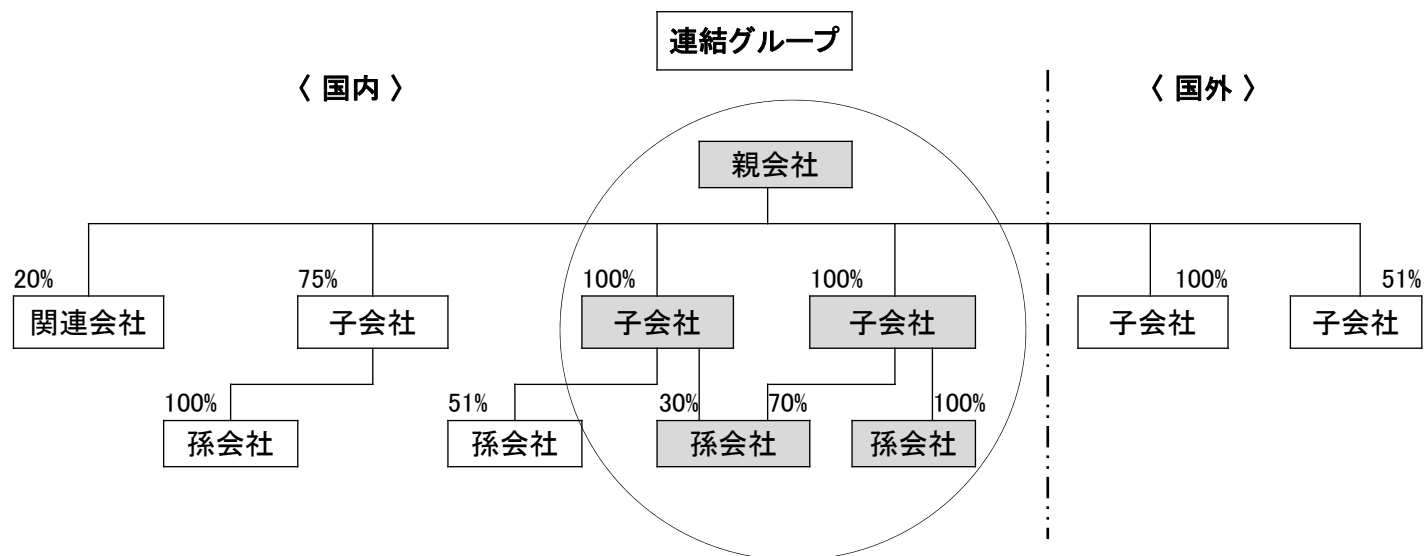 連結グループ
〈 国内 〉
〈 国外 〉
親会社
20%
75%
100%
100%
100%
51%
関連会社
子会社
子会社
子会社
子会社
子会社
100%
51%
30%
70%
100%
孫会社
孫会社
孫会社
孫会社